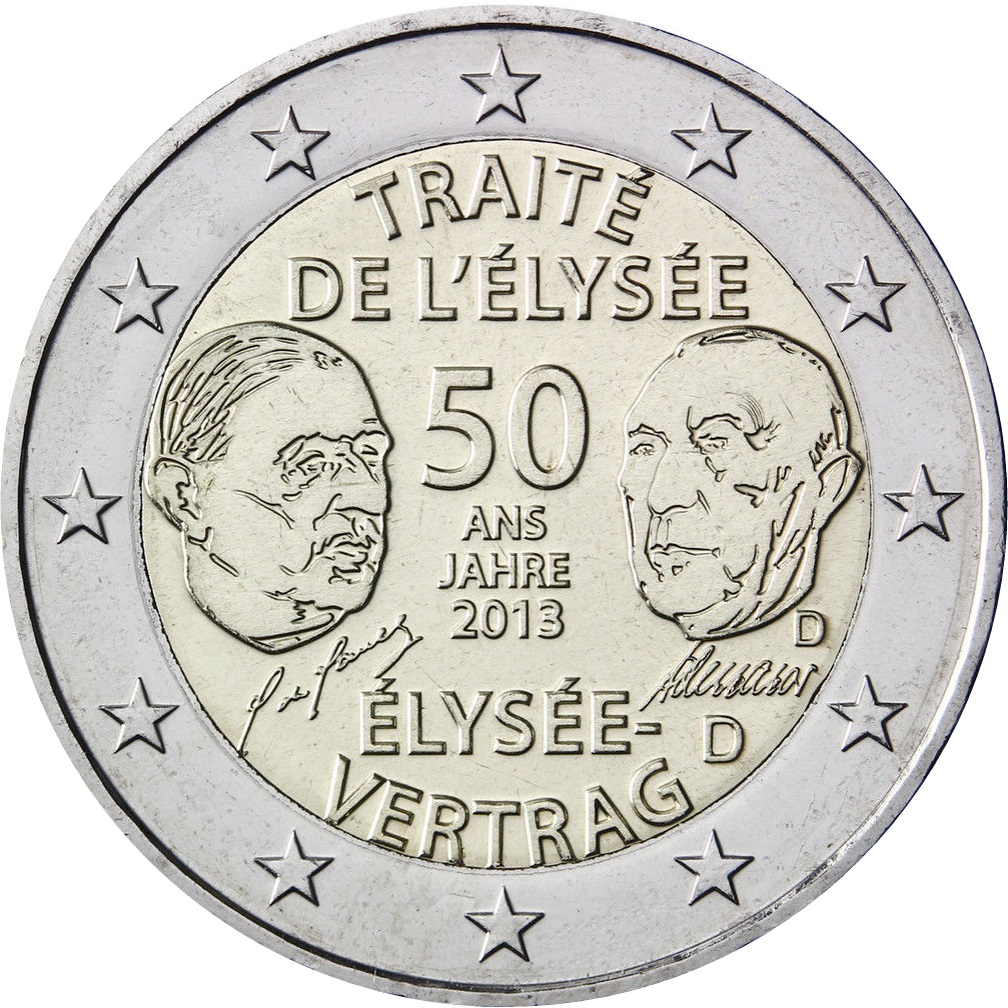 TRAITÉ
DE L'ÉLYSÉE
50
ANS
JAHRE
2013
D
ÉLYSÉE-
D
VERTRAG